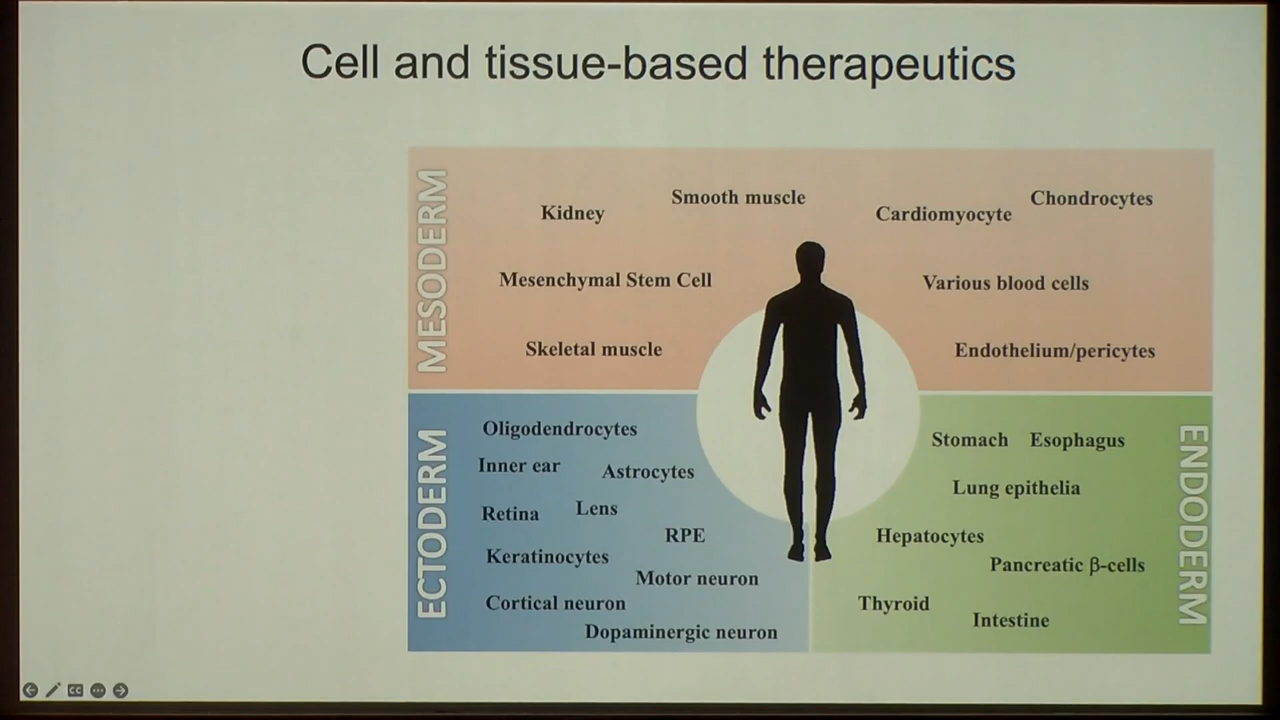 Cell and tissue-based therapeutics
MESODERM
Kidney
Smooth muscle
Cardiomyocyte
Chondrocytes
Mesenchymal Stem Cell
Various blood cells
Skeletal muscle
Endothelium/pericytes
ECTODERM
Oligodendrocytes
Inner ear
Astrocytes
Retina
Lens
RPE
Keratinocytes
Motor neuron
Cortical neuron
Dopaminergic neuron
ENDODERM
Stomach
Esophagus
Lung epithelia
Hepatocytes
Pancreatic β-cells
Thyroid
Intestine
CC